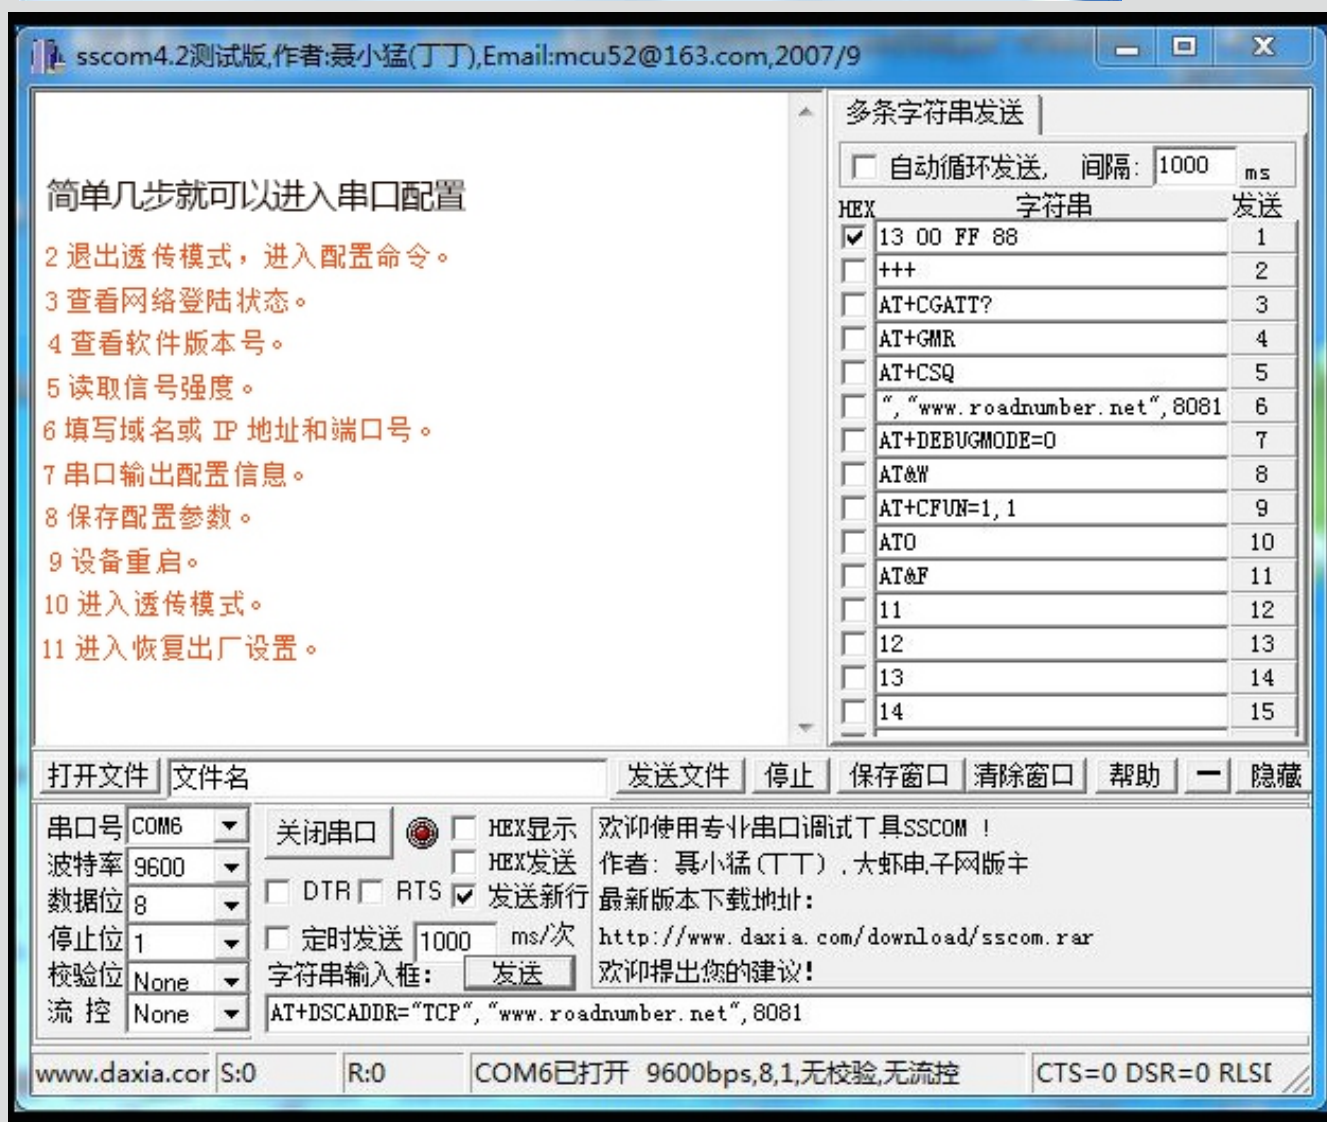 sscom4.2测试版,作者:聂小猛(丁丁),Email:mcu52@163.com,2007/9
简单几步就可以进入串口配置
2 退出透传模式，进入配置命令。
3 查看网络登陆状态。
4 查看软件版本号。
5 读取信号强度。
6 填写域名或 IP 地址和端口号。
7 串口输出配置信息。
8 保存配置参数。
9 设备重启。
10 进入透传模式。
11 进入恢复出厂设置。
多条字符串发送
自动循环发送, 间隔: 1000 ms
HEX 字符串 发送
13 00 FF 88 1
+++ 2
AT+CGATT? 3
AT+GMR 4
AT+CSQ 5
","www.roadnumber.net",8081 6
AT+DEBUGMODE=0 7
AT&W 8
AT+CFUN=1,1 9
ATO 10
AT&F 11
11 12
12 13
13 14
14 15
打开文件 文件名 发送文件 停止 保存窗口 清除窗口 帮助 一 隐藏
串口号 COM6
波特率 9600
数据位 8
停止位 1
校验位 None
流 控 None
关闭串口 HEX显示
HEX发送
DTR RTS 发送新行
定时发送 1000 ms/次
字符串输入框: 发送
AT+DSCADDR="TCP","www.roadnumber.net",8081
欢迎使用专业串口调试工具SSCOM !
作者: 聂小猛(丁丁),大虾电子网版主
最新版本下载地址:
http://www.daxia.com/download/sscom.rar
欢迎提出您的建议!
www.daxia.cor S:0 R:0 COM6已打开 9600bps,8,1,无校验,无流控 CTS=0 DSR=0 RLSD